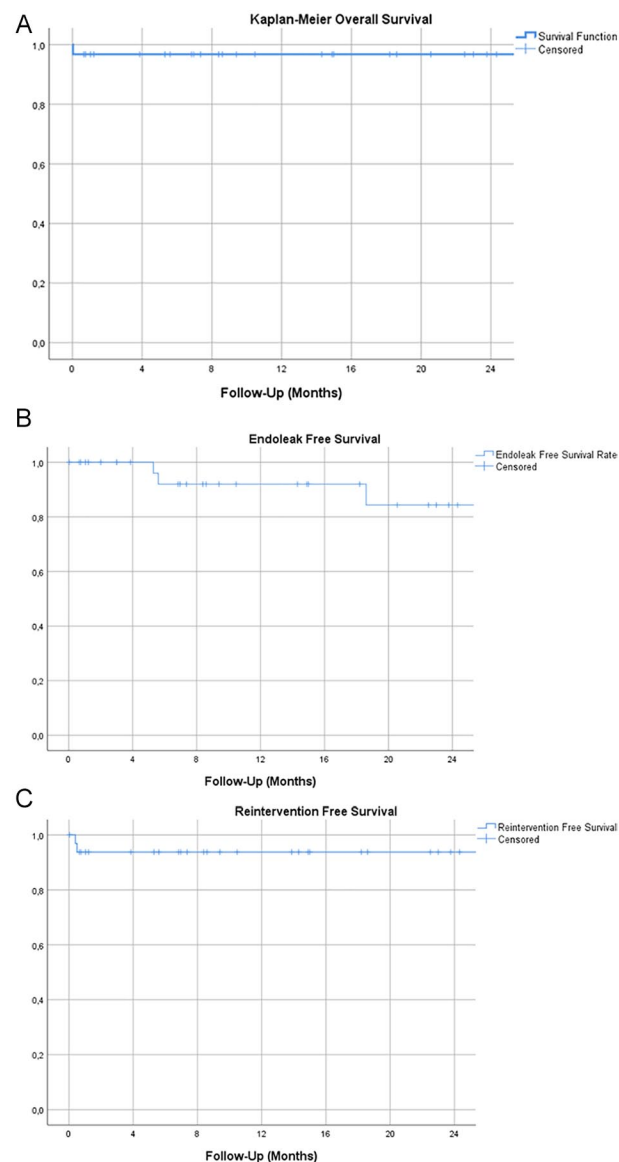 A
Kaplan-Meier Overall Survival
Survival Function
Censored
1,0
0,8
0,6
0,4
0,2
0,0
0 4 8 12 16 20 24
Follow-Up (Months)
B
Endoleak Free Survival
Endoleak Free Survival Rate
Censored
1,0
0,8
0,6
0,4
0,2
0,0
0 4 8 12 16 20 24
Follow-Up (Months)
C
Reintervention Free Survival
Reintervention Free Survival
Censored
1,0
0,8
0,6
0,4
0,2
0,0
0 4 8 12 16 20 24
Follow-Up (Months)